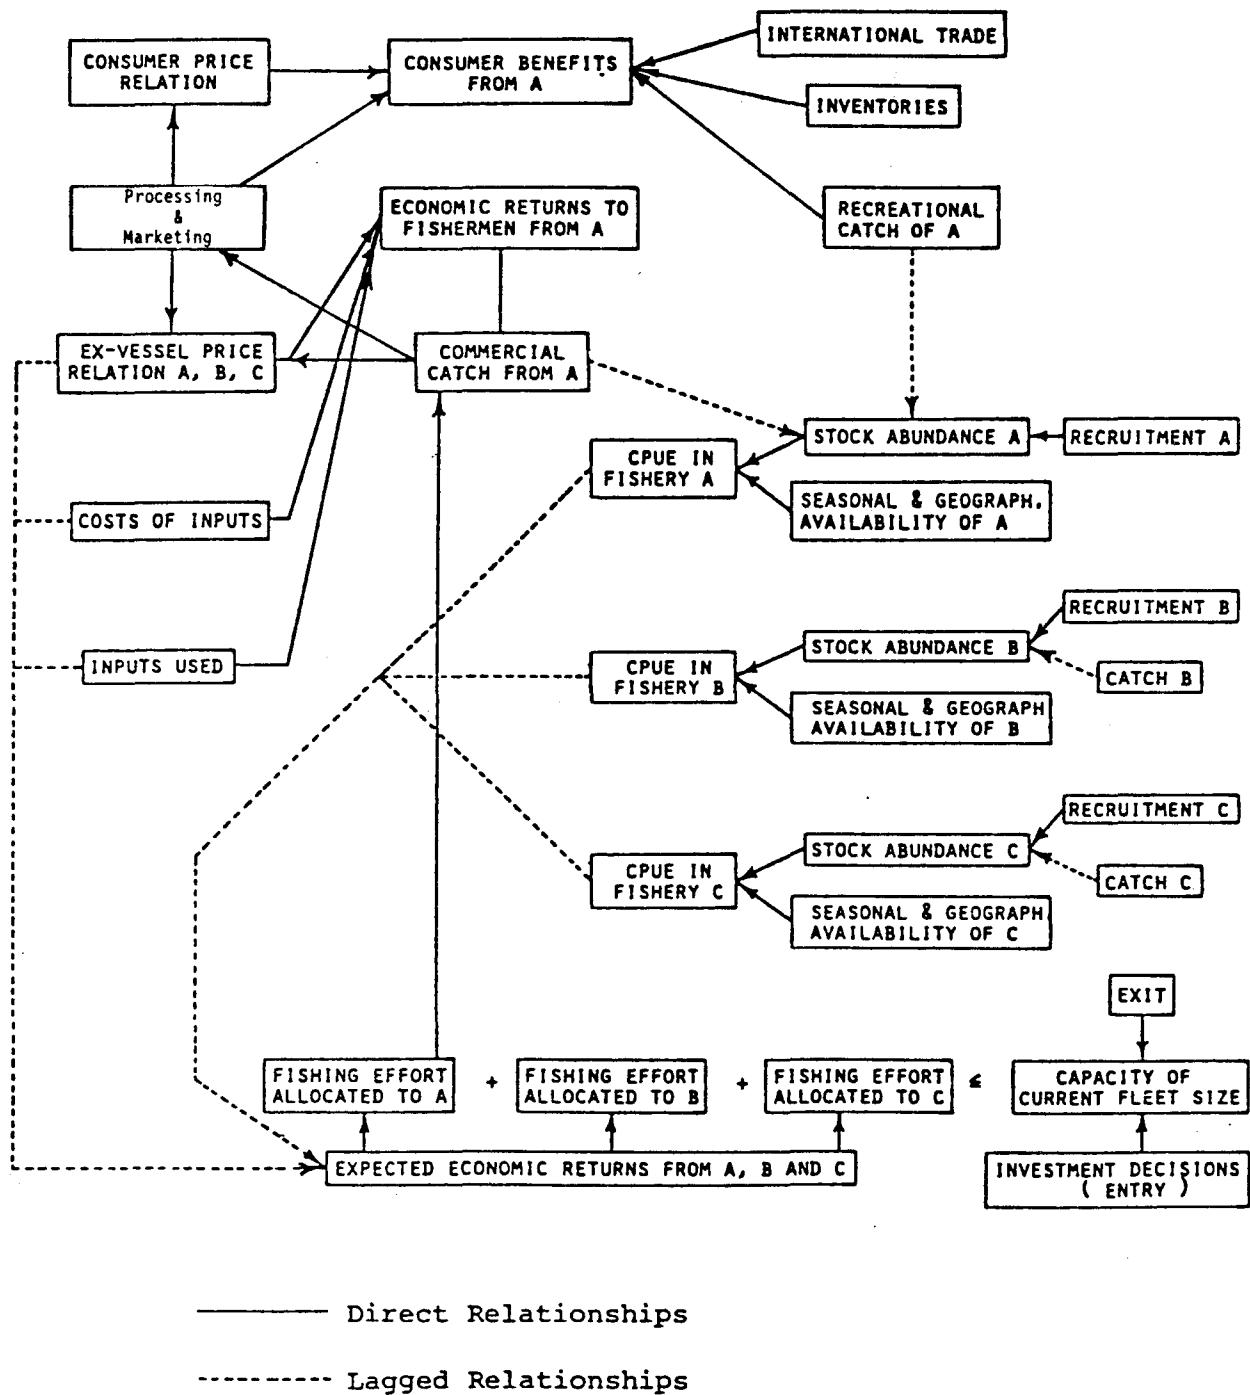 CONSUMER PRICE
RELATION
CONSUMER BENEFITS
FROM A
INTERNATIONAL TRADE
INVENTORIES
Processing
&
Marketing
ECONOMIC RETURNS TO
FISHERMEN FROM A
RECREATIONAL
CATCH OF A
EX-VESSEL PRICE
RELATION A, B, C
COMMERCIAL
CATCH FROM A
STOCK ABUNDANCE A
RECRUITMENT A
CPUE IN
FISHERY A
SEASONAL & GEOGRAPH.
AVAILABILITY OF A
COSTS OF INPUTS
RECRUITMENT B
STOCK ABUNDANCE B
INPUTS USED
CPUE IN
FISHERY B
CATCH B
SEASONAL & GEOGRAPH
AVAILABILITY OF B
RECRUITMENT C
STOCK ABUNDANCE C
CPUE IN
FISHERY C
CATCH C
SEASONAL & GEOGRAPH
AVAILABILITY OF C
EXIT
FISHING EFFORT
ALLOCATED TO A
+
FISHING EFFORT
ALLOCATED TO B
+
FISHING EFFORT
ALLOCATED TO C
≤
CAPACITY OF
CURRENT FLEET SIZE
EXPECTED ECONOMIC RETURNS FROM A, B AND C
INVESTMENT DECISIONS
( ENTRY )
Direct Relationships
Lagged Relationships